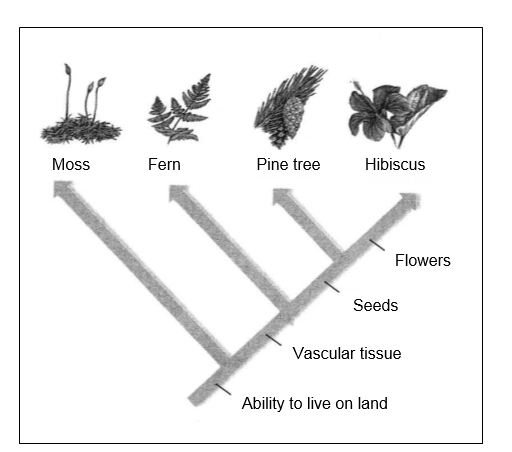 Moss
Fern
Pine tree
Hibiscus
Flowers
Seeds
Vascular tissue
Ability to live on land